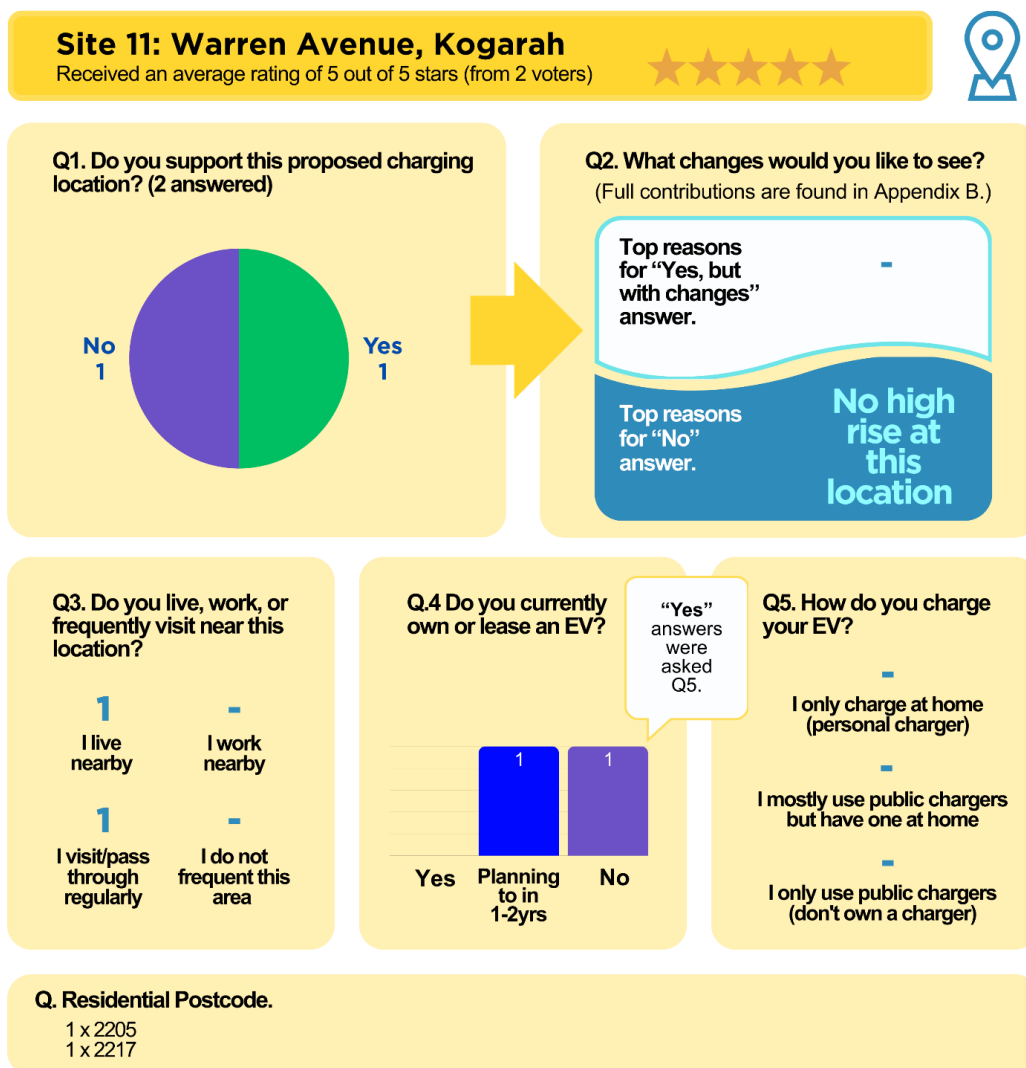 Site 11: Warren Avenue, Kogarah
Received an average rating of 5 out of 5 stars (from 2 voters)
Q1. Do you support this proposed charging
location? (2 answered)
No
1
Yes
1
Q2. What changes would you like to see?
(Full contributions are found in Appendix B.)
Top reasons
for “Yes, but
with changes”
answer.
-
Top reasons
for “No”
answer.
No high
rise at
this
location
Q3. Do you live, work, or
frequently visit near this
location?
1
I live
nearby
-
I work
nearby
1
I visit/pass
through
regularly
-
I do not
frequent this
area
Q.4 Do you currently
own or lease an EV?
1
1
Yes
Planning
to in
1-2yrs
No
“Yes”
answers
were
asked
Q5.
Q5. How do you charge
your EV?
-
I only charge at home
(personal charger)
-
I mostly use public chargers
but have one at home
-
I only use public chargers
(don't own a charger)
Q. Residential Postcode.
1 x 2205
1 x 2217